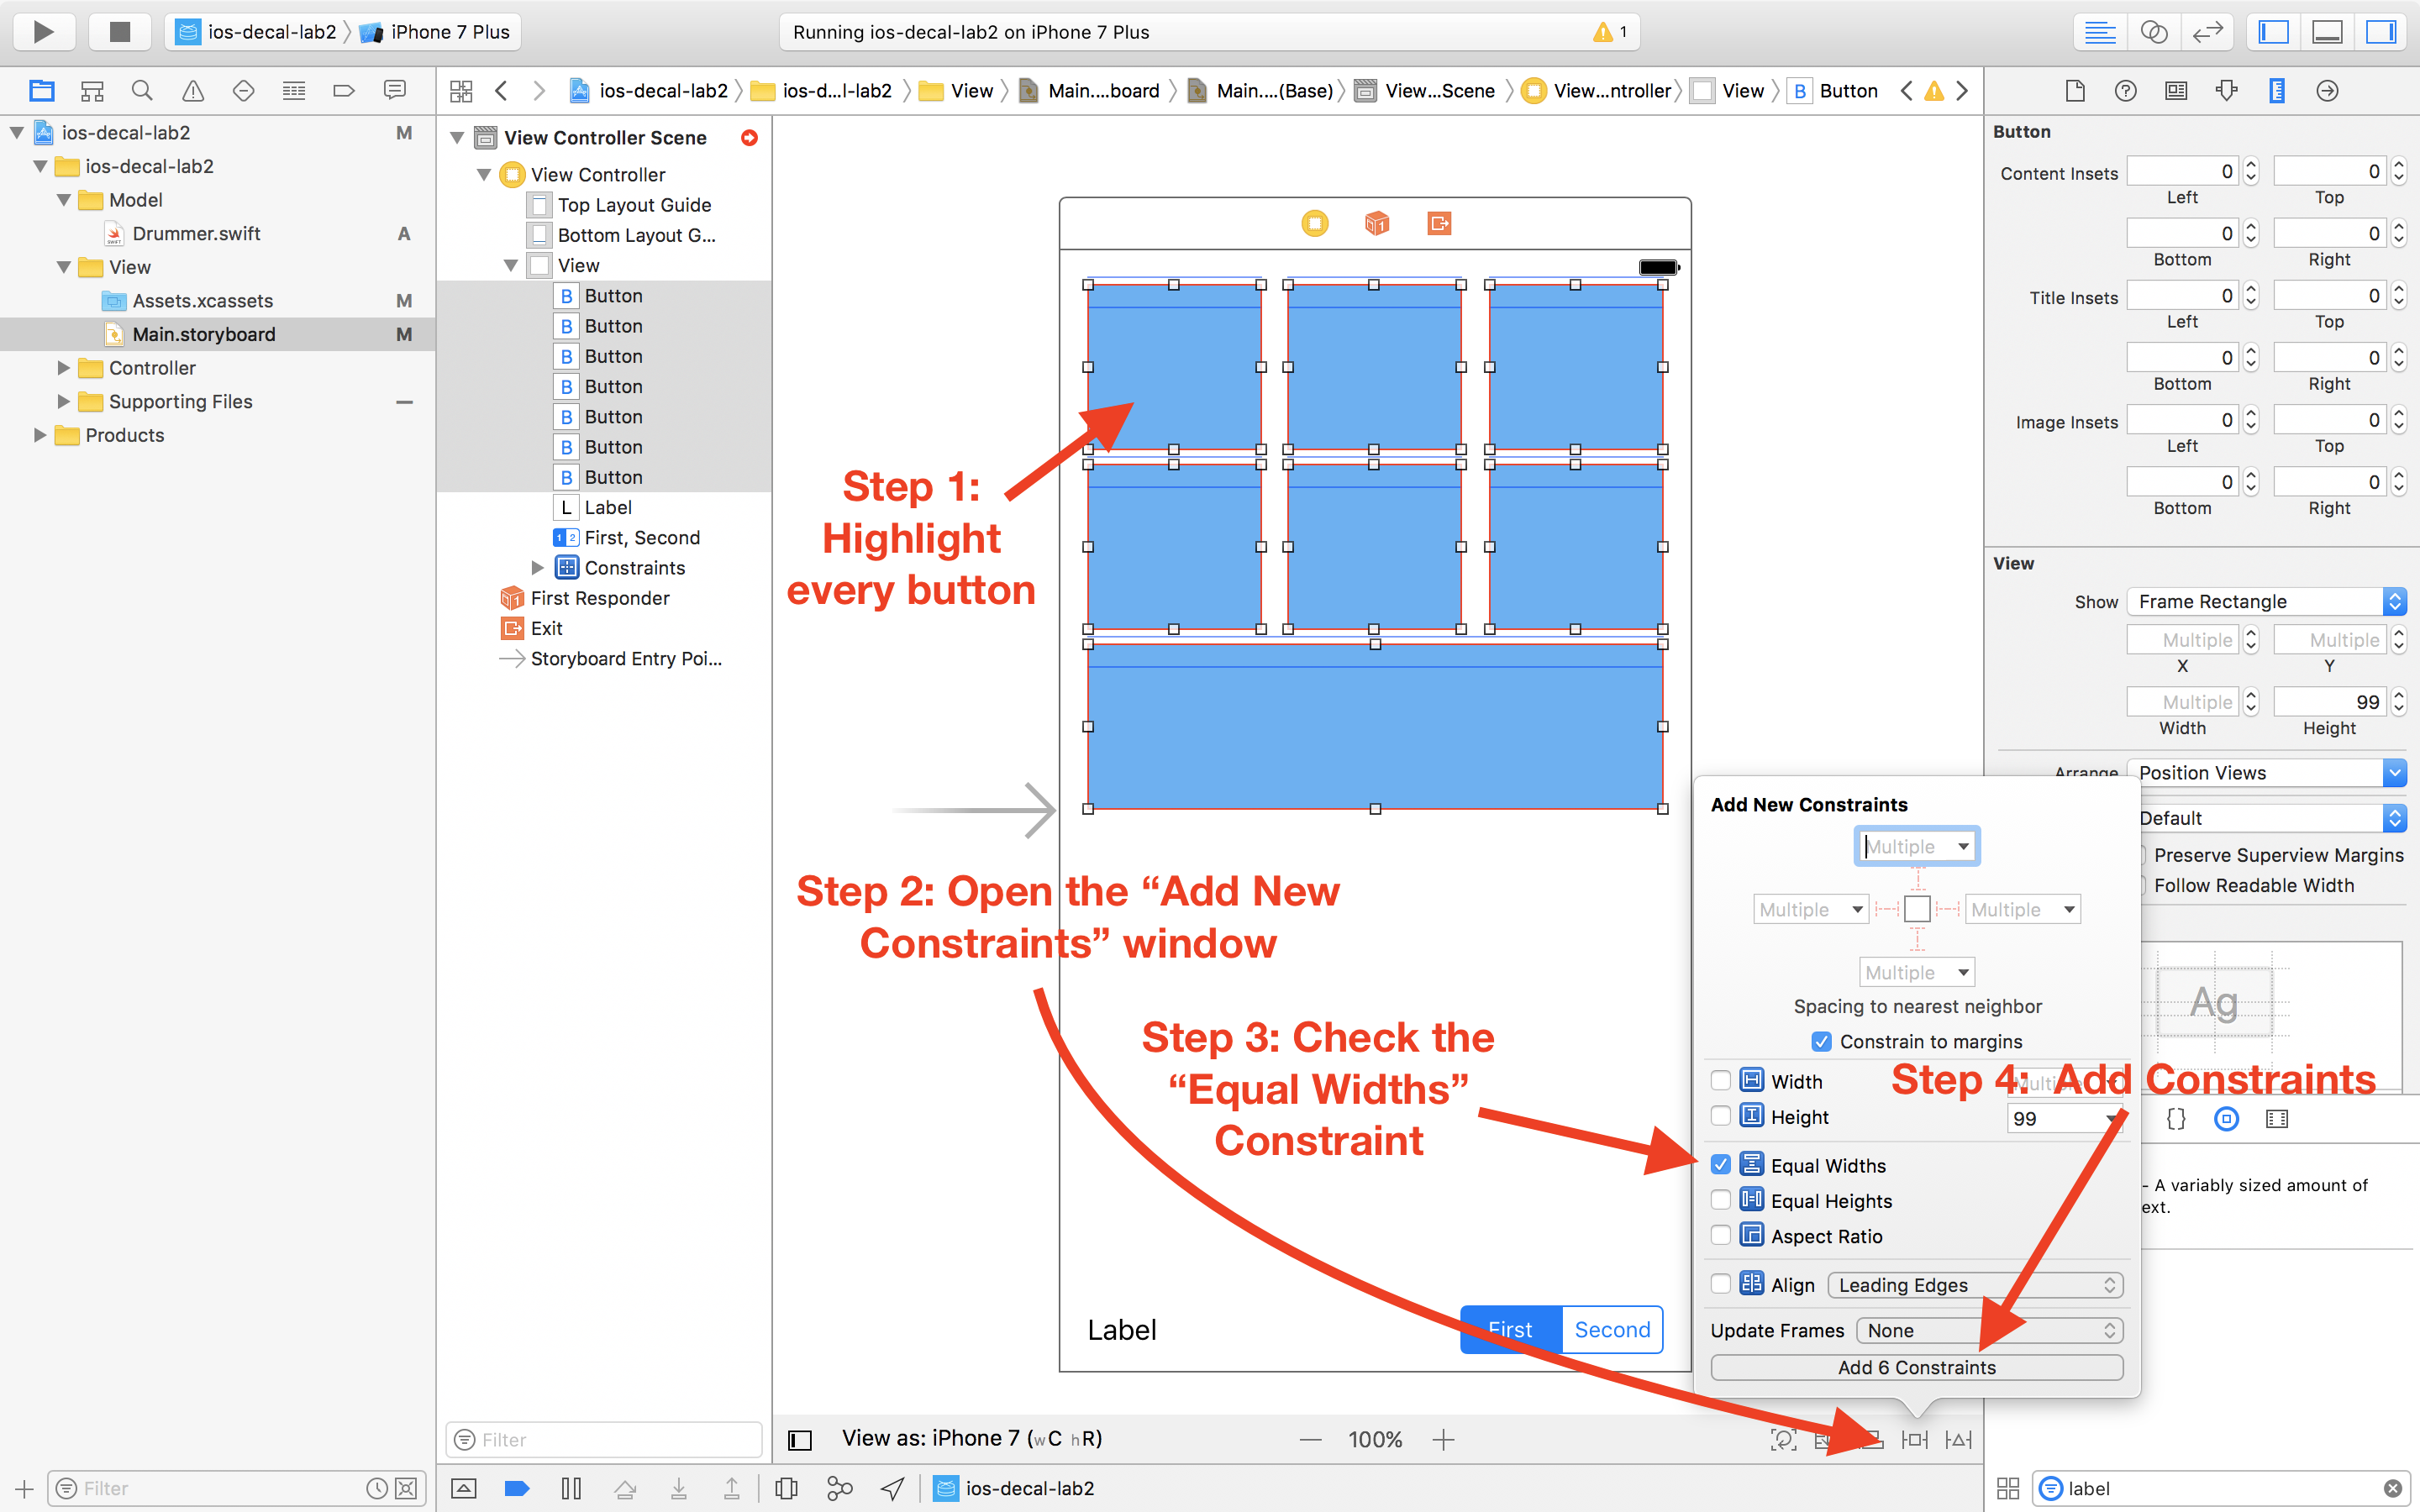 ios-decal-lab2 iPhone 7 Plus
Running ios-decal-lab2 on iPhone 7 Plus
1
ios-decal-lab2 ios-d...l-lab2 View Main....board Main....(Base) View...Scene View...ntroller View B Button
ios-decal-lab2 M
ios-decal-lab2
Model
Drummer.swift A
View
Assets.xcassets M
Main.storyboard M
Controller
Supporting Files
Products
Filter
View Controller Scene
View Controller
Top Layout Guide
Bottom Layout G...
View
B Button
B Button
B Button
B Button
B Button
B Button
B Button
L Label
1 2 First, Second
Constraints
First Responder
Exit
Storyboard Entry Poi...
Filter
Step 1:
Highlight
every button
Step 2: Open the “Add New
Constraints” window
Step 3: Check the
“Equal Widths”
Constraint
Step 4: Add Constraints
Label
First Second
View as: iPhone 7 (wC hR)
100%
ios-decal-lab2
Add New Constraints
Multiple
Multiple Multiple
Multiple
Spacing to nearest neighbor
Constrain to margins
Width Multiple
Height 99
Equal Widths
Equal Heights
Aspect Ratio
Align Leading Edges
Update Frames None
Add 6 Constraints
Button
Content Insets 0 0
Left Top
0 0
Bottom Right
Title Insets 0 0
Left Top
0 0
Bottom Right
Image Insets 0 0
Left Top
0 0
Bottom Right
View
Show Frame Rectangle
Multiple Multiple
X Y
Multiple 99
Width Height
Arrange Position Views
Default
Preserve Superview Margins
Follow Readable Width
Ag
{}
- A variably sized amount of
ext.
label